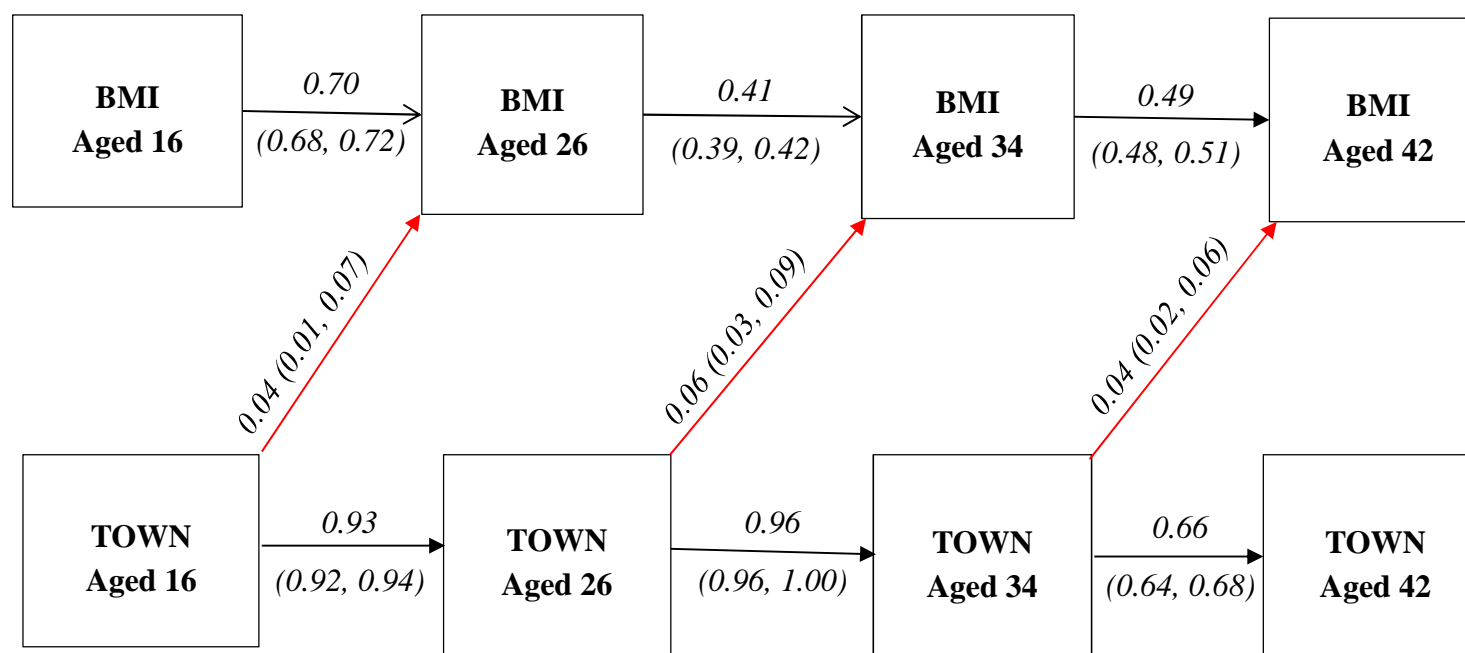 BMI
Aged 16
0.70
(0.68, 0.72)
BMI
Aged 26
0.41
(0.39, 0.42)
BMI
Aged 34
0.49
(0.48, 0.51)
BMI
Aged 42
0.04 (0.01, 0.07)
0.06 (0.03, 0.09)
0.04 (0.02, 0.06)
TOWN
Aged 16
0.93
(0.92, 0.94)
TOWN
Aged 26
0.96
(0.96, 1.00)
TOWN
Aged 34
0.66
(0.64, 0.68)
TOWN
Aged 42